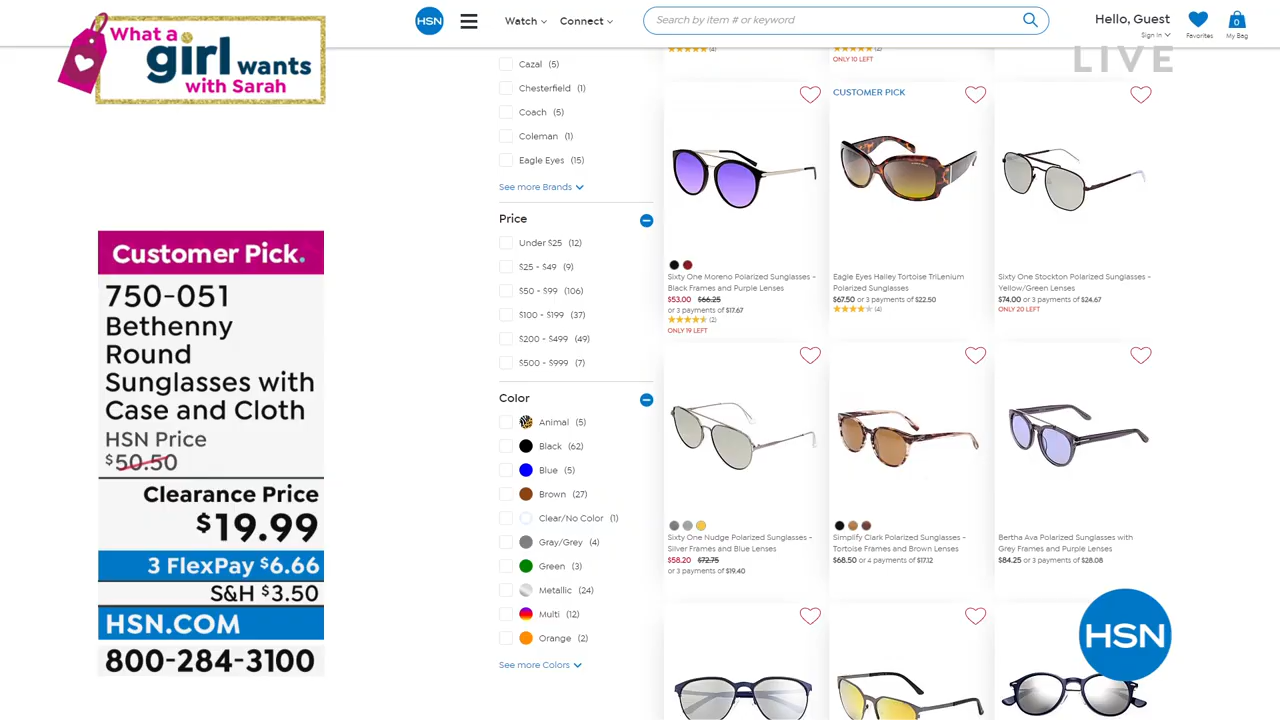 What a
girl wants
with Sarah
HSN
Watch
Connect
Search by item # or keyword
Hello, Guest
Sign In
Favorites
0
My Bag
LIVE
Customer Pick.
750-051
Bethenny
Round
Sunglasses with
Case and Cloth
HSN Price
$50.50
Clearance Price
$19.99
3 FlexPay $6.66
S&H $3.50
HSN.COM
800-284-3100
Cazal (5)
Chesterfield (1)
Coach (5)
Coleman (1)
Eagle Eyes (15)
See more Brands
Price
Under $25 (12)
$25 - $49 (9)
$50 - $99 (106)
$100 - $199 (37)
$200 - $499 (49)
$500 - $999 (7)
Color
Animal (5)
Black (62)
Blue (5)
Brown (27)
Clear/No Color (1)
Gray/Grey (4)
Green (3)
Metallic (24)
Multi (12)
Orange (2)
See more Colors
ONLY 10 LEFT
CUSTOMER PICK
Sixty One Moreno Polarized Sunglasses -
Black Frames and Purple Lenses
$53.00 $66.25
or 3 payments of $17.67
(2)
ONLY 19 LEFT
Eagle Eyes Hailey Tortoise TriLenium
Polarized Sunglasses
$67.50 or 3 payments of $22.50
(4)
Sixty One Stockton Polarized Sunglasses -
Yellow/Green Lenses
$74.00 or 3 payments of $24.67
ONLY 20 LEFT
Sixty One Nudge Polarized Sunglasses -
Silver Frames and Blue Lenses
$58.20 $72.75
or 3 payments of $19.40
Simplify Clark Polarized Sunglasses -
Tortoise Frames and Brown Lenses
$68.50 or 4 payments of $17.12
Bertha Ava Polarized Sunglasses with
Grey Frames and Purple Lenses
$84.25 or 3 payments of $28.08
HSN